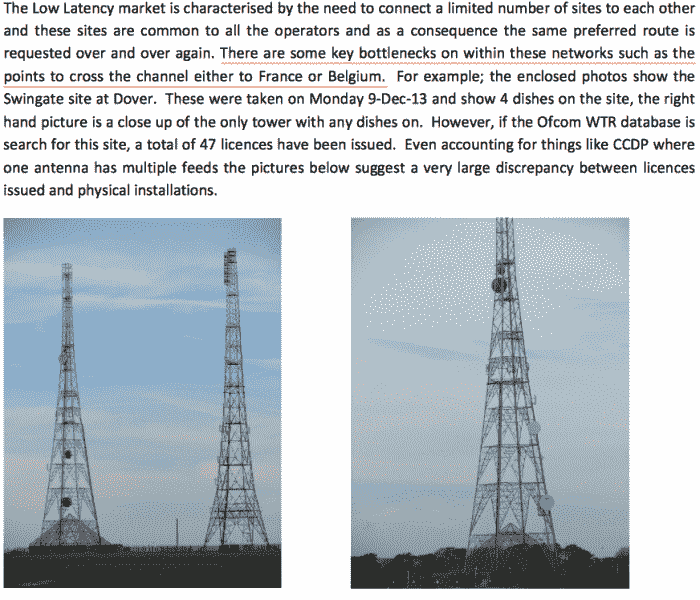 The Low Latency market is characterised by the need to connect a limited number of sites to each other
and these sites are common to all the operators and as a consequence the same preferred route is
requested over and over again. There are some key bottlenecks on within these networks such as the
points to cross the channel either to France or Belgium. For example; the enclosed photos show the
Swingate site at Dover. These were taken on Monday 9-Dec-13 and show 4 dishes on the site, the right
hand picture is a close up of the only tower with any dishes on. However, if the Ofcom WTR database is
search for this site, a total of 47 licences have been issued. Even accounting for things like CCDP where
one antenna has multiple feeds the pictures below suggest a very large discrepancy between licences
issued and physical installations.